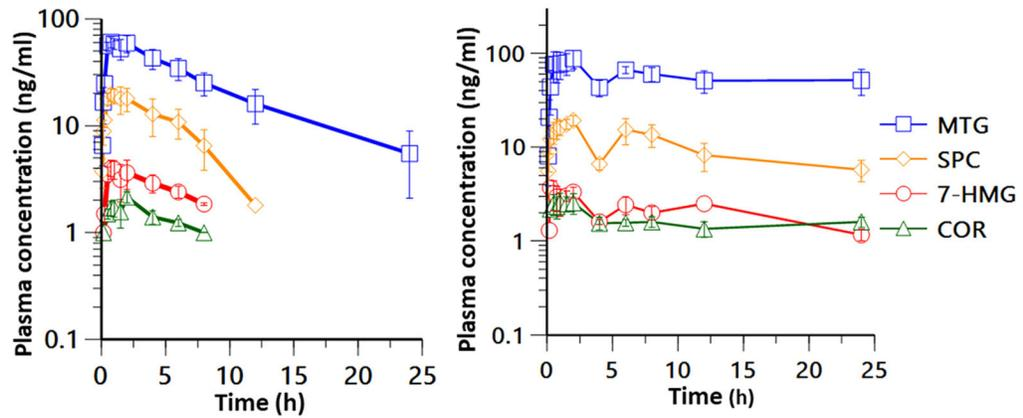 Plasma concentration (ng/ml)
100
10
1
0.1
0 5 10 15 20 25
Time (h)
Plasma concentration (ng/ml)
100
10
1
0.1
0 5 10 15 20 25
Time (h)
MTG
SPC
7-HMG
COR